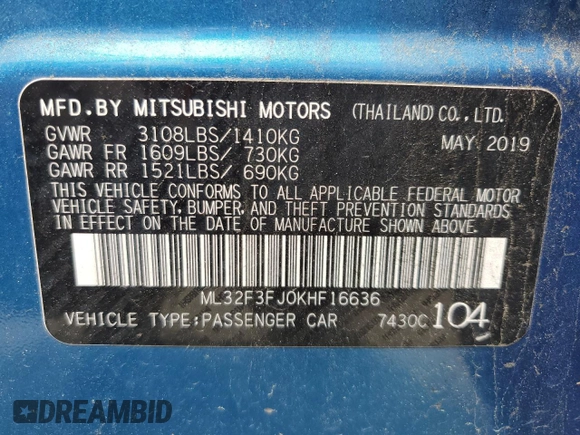 MFD.BY MITSUBISHI MOTORS (THAILAND)CO.,LTD.
GVWR 3108LBS/1410KG MAY 2019
GAWR FR 1609LBS/ 730KG
GAWR RR 1521LBS/ 690KG
THIS VEHICLE CONFORMS TO ALL APPLICABLE FEDERAL MOTOR
VEHICLE SAFETY, BUMPER, AND THEFT PREVENTION STANDARDS
IN EFFECT ON THE DATE OF MANUFACTURE SHOWN ABOVE.
ML32F3FJ0KHF16636
VEHICLE TYPE:PASSENGER CAR 7430C 104
DREAMBID